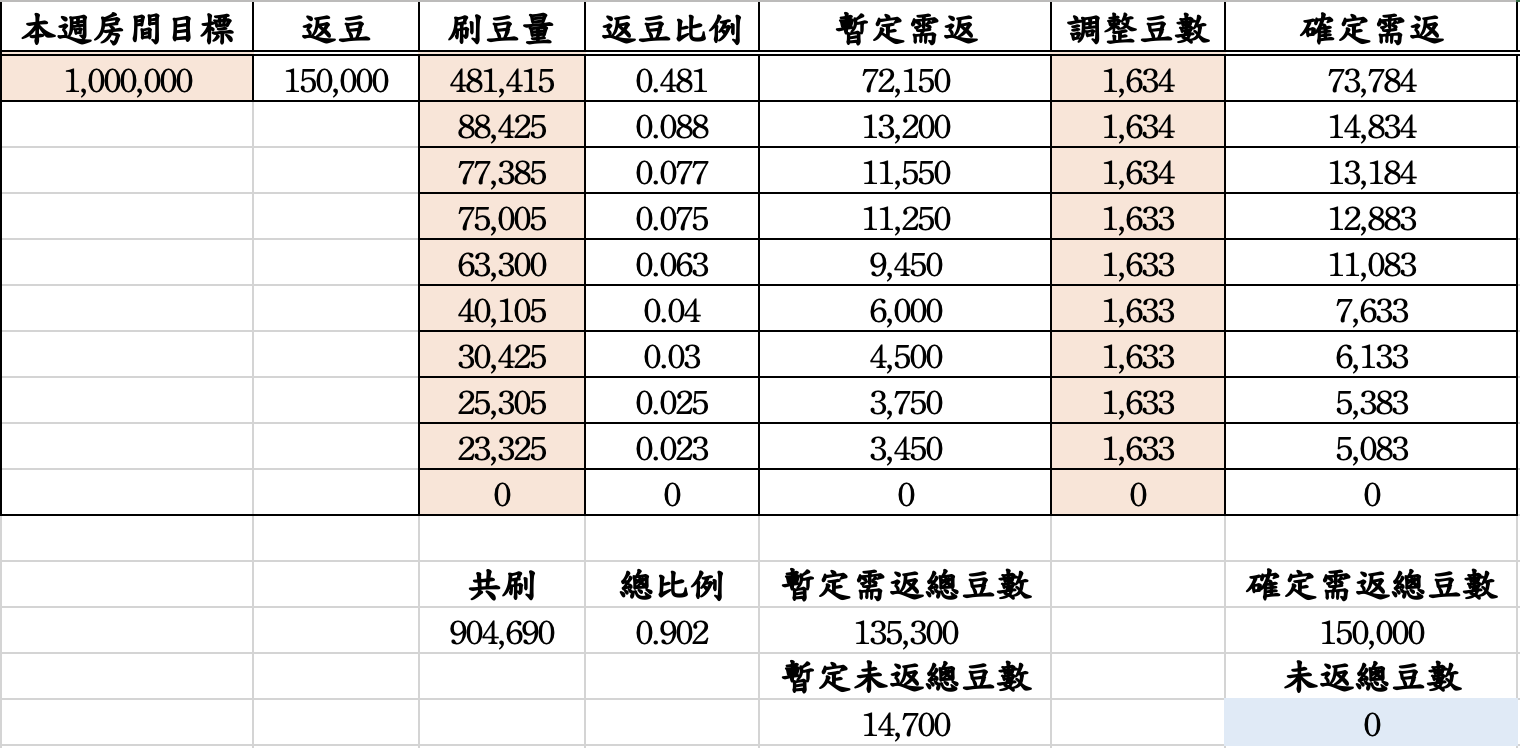 本週房間目標 返豆 刷豆量 返豆比例 暫定需返 調整豆數 確定需返
1,000,000 150,000 481,415 0.481 72,150 1,634 73,784
88,425 0.088 13,200 1,634 14,834
77,385 0.077 11,550 1,634 13,184
75,005 0.075 11,250 1,633 12,883
63,300 0.063 9,450 1,633 11,083
40,105 0.04 6,000 1,633 7,633
30,425 0.03 4,500 1,633 6,133
25,305 0.025 3,750 1,633 5,383
23,325 0.023 3,450 1,633 5,083
0 0 0 0 0
共刷 總比例 暫定需返總豆數 確定需返總豆數
904,690 0.902 135,300 150,000
暫定未返總豆數 未返總豆數
14,700 0